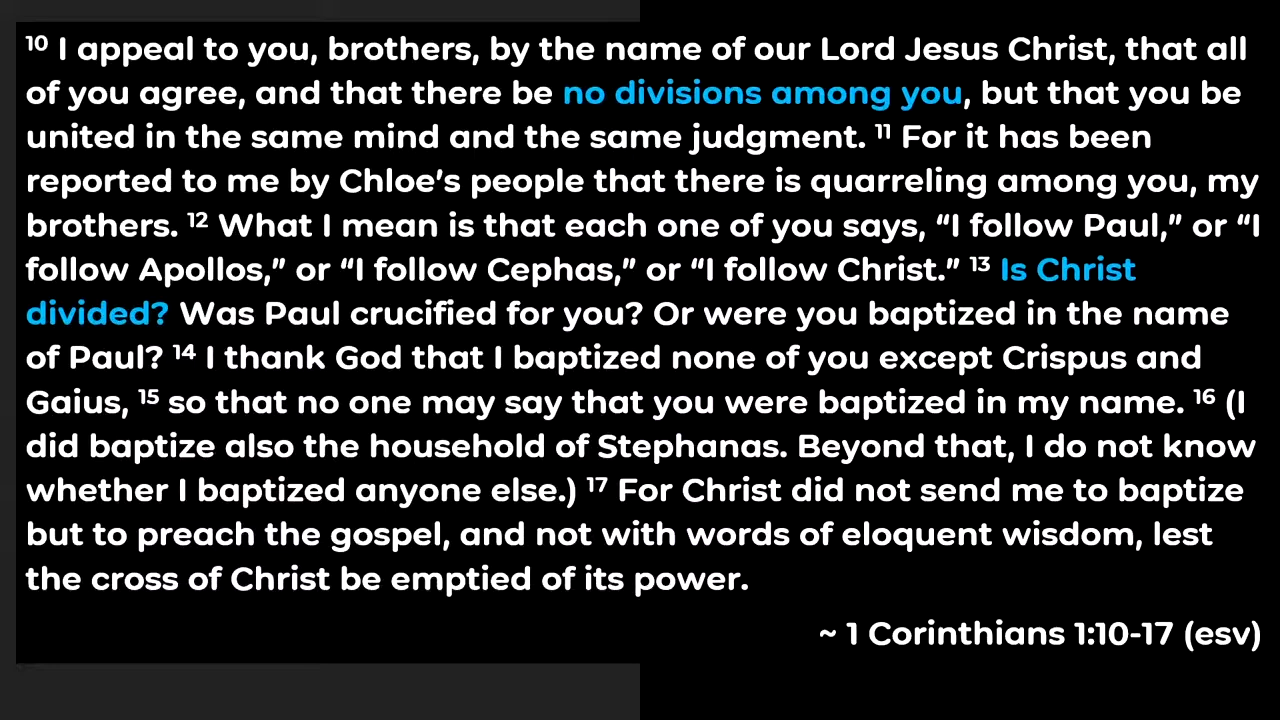 ¹⁰ I appeal to you, brothers, by the name of our Lord Jesus Christ, that all
of you agree, and that there be no divisions among you, but that you be
united in the same mind and the same judgment. ¹¹ For it has been
reported to me by Chloe's people that there is quarreling among you, my
brothers. ¹² What I mean is that each one of you says, “I follow Paul,” or “I
follow Apollos,” or “I follow Cephas,” or “I follow Christ.” ¹³ Is Christ
divided? Was Paul crucified for you? Or were you baptized in the name
of Paul? ¹⁴ I thank God that I baptized none of you except Crispus and
Gaius, ¹⁵ so that no one may say that you were baptized in my name. ¹⁶ (I
did baptize also the household of Stephanas. Beyond that, I do not know
whether I baptized anyone else.) ¹⁷ For Christ did not send me to baptize
but to preach the gospel, and not with words of eloquent wisdom, lest
the cross of Christ be emptied of its power.
~ 1 Corinthians 1:10-17 (esv)